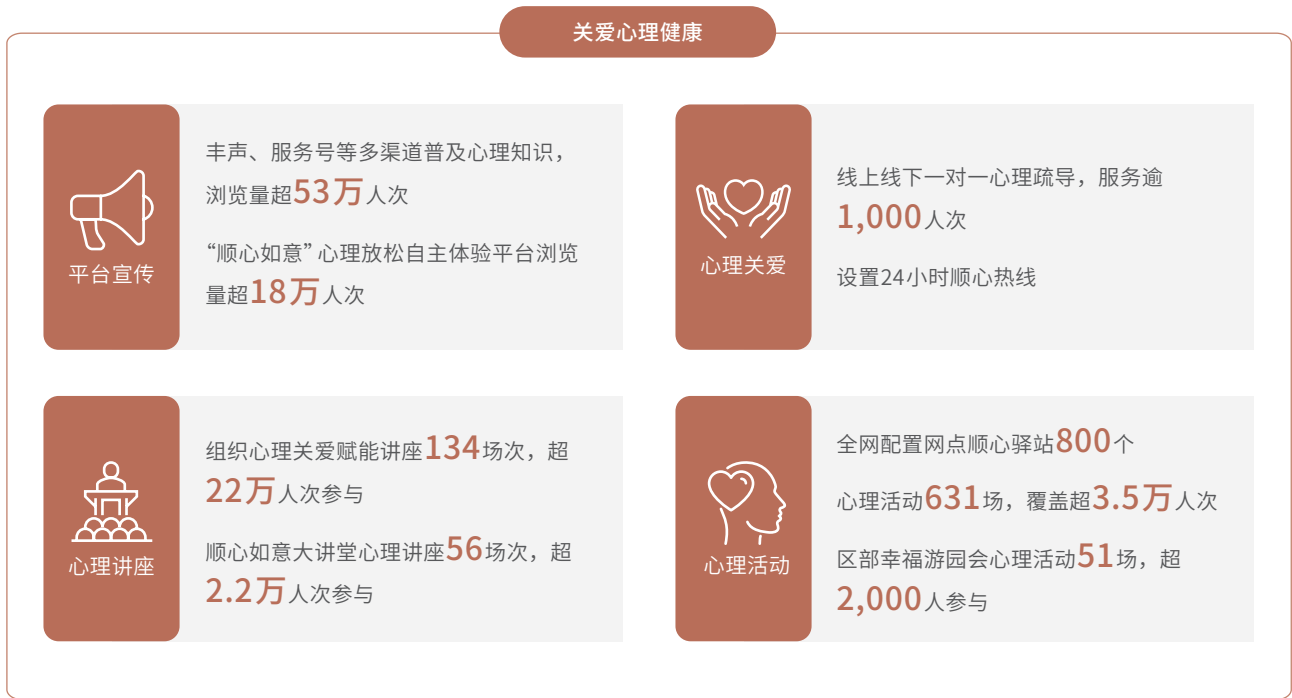 关爱心理健康
平台宣传
丰声、服务号等多渠道普及心理知识，
浏览量超53万人次
“顺心如意”心理放松自主体验平台浏览
量超18万人次
心理关爱
线上线下一对一心理疏导，服务逾
1,000人次
设置24小时顺心热线
心理讲座
组织心理关爱赋能讲座134场次，超
22万人次参与
顺心如意大讲堂心理讲座56场次，超
2.2万人次参与
心理活动
全网配置网点顺心驿站800个
心理活动631场，覆盖超3.5万人次
区部幸福游园会心理活动51场，超
2,000人参与